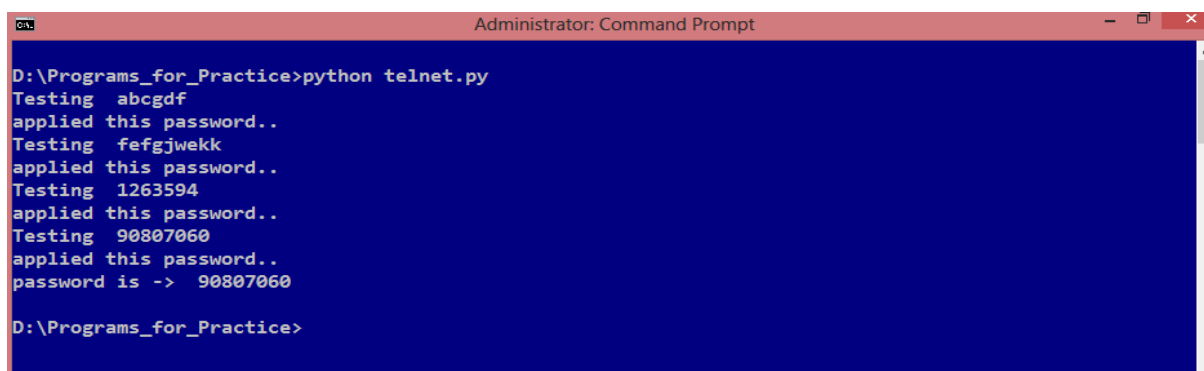 Administrator: Command Prompt
D:\Programs_for_Practice>python telnet.py
Testing  abcgdf
applied this password..
Testing  fefgjwekk
applied this password..
Testing  1263594
applied this password..
Testing  90807060
applied this password..
password is ->  90807060
D:\Programs_for_Practice>